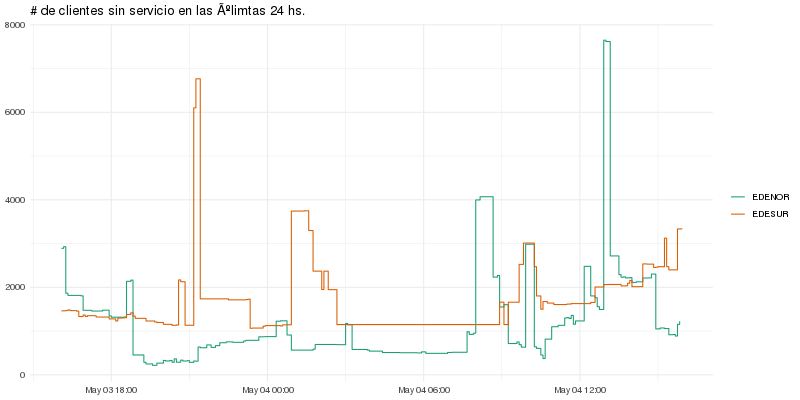 # de clientes sin servicio en las Ãºlimtas 24 hs.
8000
6000
4000
2000
0
May 03 18:00 May 04 00:00 May 04 06:00 May 04 12:00
EDENOR
EDESUR